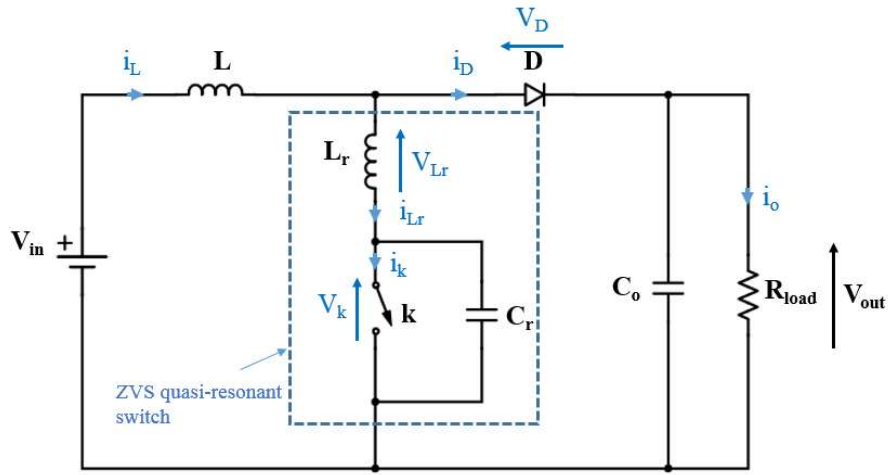 V_D
i_L
L
i_D
D
L_r
V_Lr
i_Lr
i_o
V_in +
i_k
V_k
k
C_r
C_o
R_load
V_out
ZVS quasi-resonant
switch